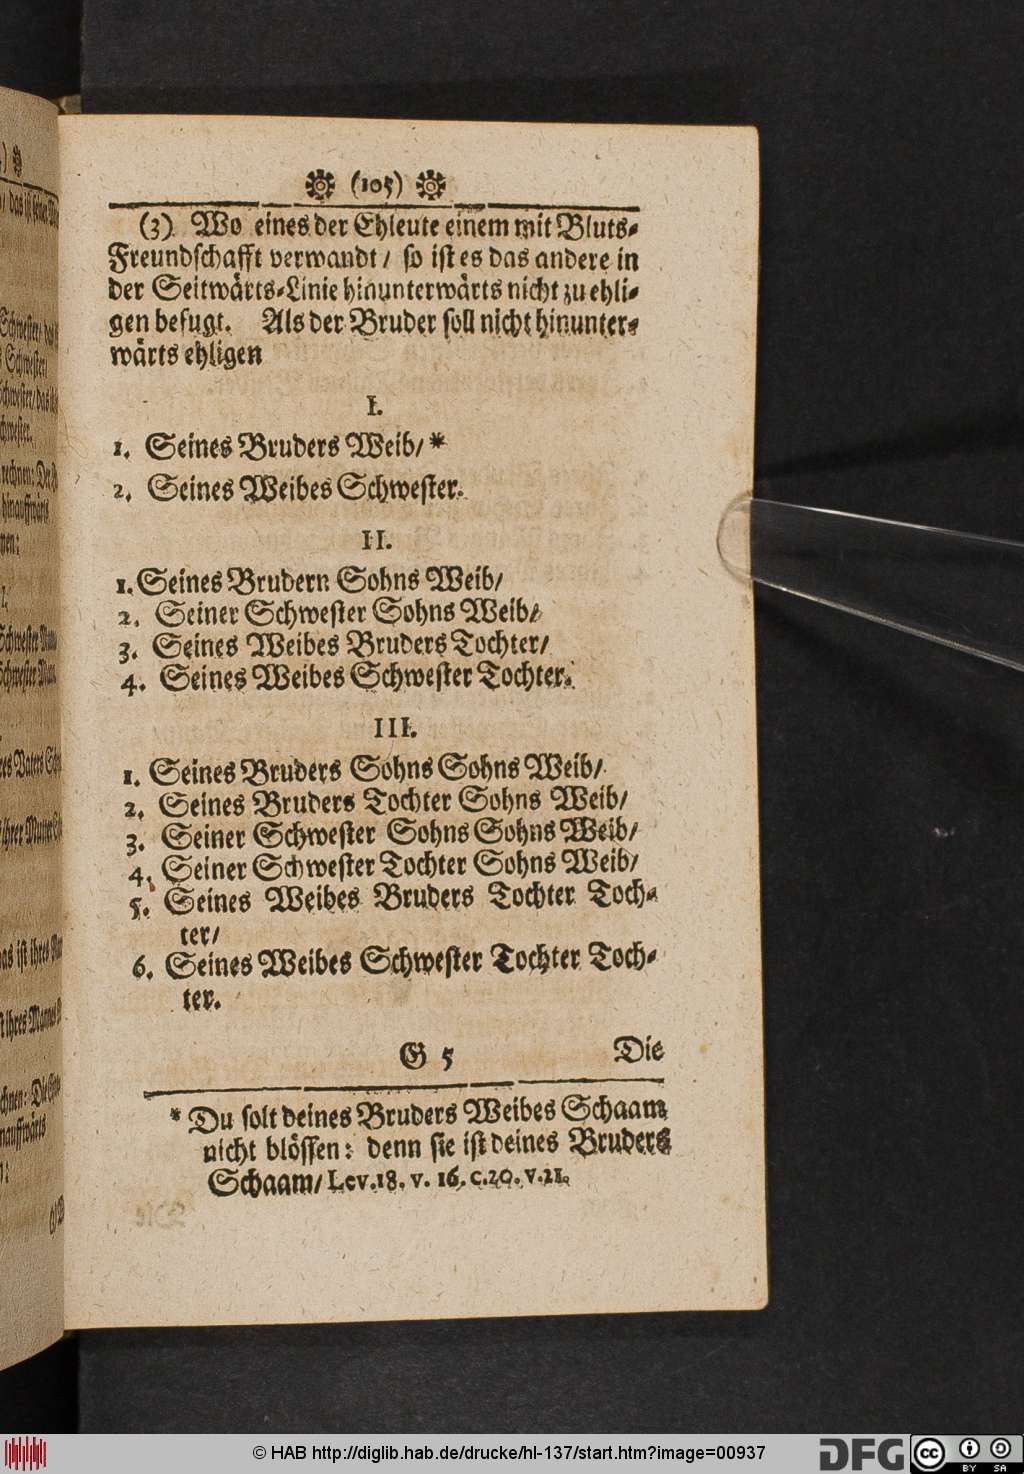 (105)
(3) Wo eines der Ehleute einem mit Bluts-
Freundschafft verwandt / so ist es das andere in
der Seitwärts-Linie hinunterwärts nicht zu ehli-
gen befugt. Als der Bruder soll nicht hinunter-
wärts ehligen
I.
1. Seines Bruders Weib / *
2. Seines Weibes Schwester.
II.
1. Seines Brudern Sohns Weib /
2. Seiner Schwester Sohns Weib /
3. Seines Weibes Bruders Tochter /
4. Seines Weibes Schwester Tochter.
III.
1. Seines Bruders Sohns Sohns Weib /
2. Seines Bruders Tochter Sohns Weib /
3. Seiner Schwester Sohns Sohns Weib /
4. Seiner Schwester Tochter Sohns Weib /
5. Seines Weibes Bruders Tochter Toch-
ter /
6. Seines Weibes Schwester Tochter Toch-
ter.
G 5 Die
* Du solt deines Bruders Weibes Schaam
nicht blössen: denn sie ist deines Bruders
Schaam / Lev. 18. v. 16. c. 20. v. 21.
© HAB http://diglib.hab.de/drucke/hl-137/start.htm?image=00937
DFG
cc BY SA